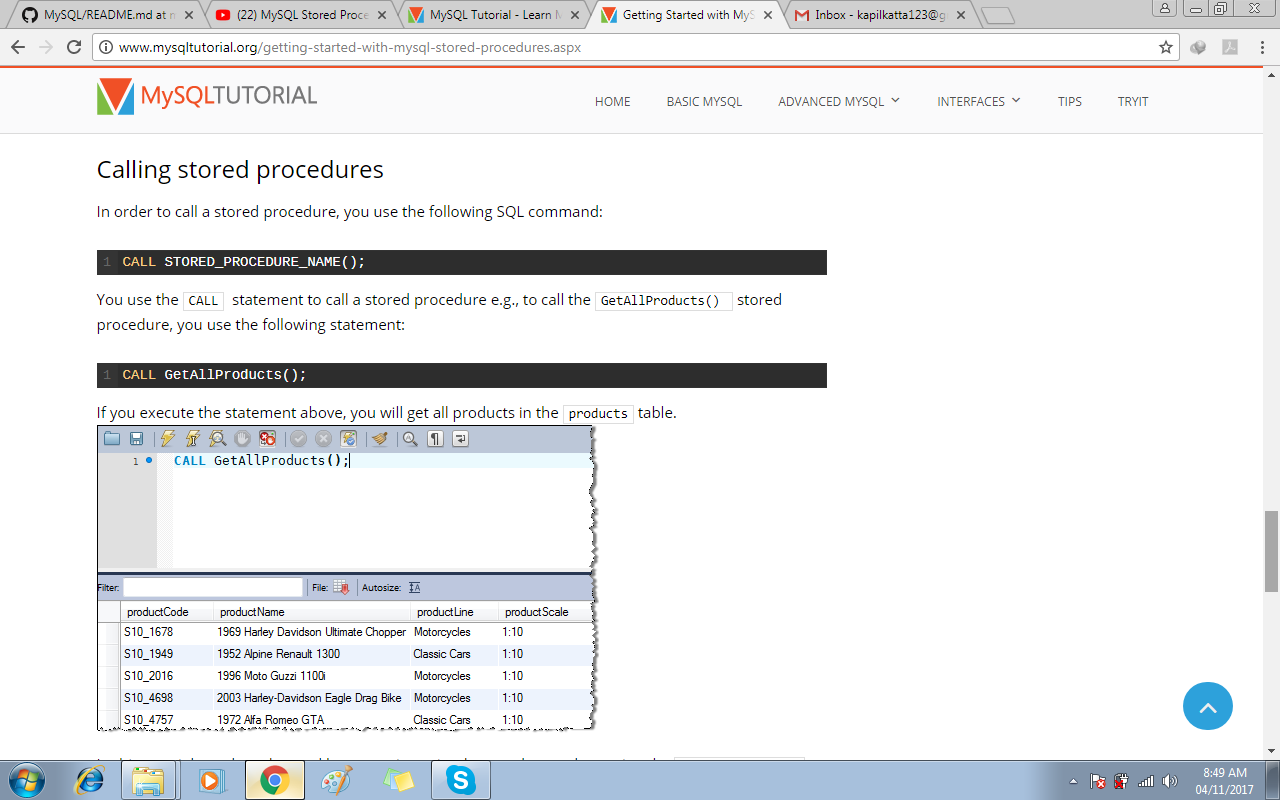 MySQL/README.md at m
(22) MySQL Stored Proce
MySQL Tutorial - Learn M
Getting Started with MyS
Inbox - kapilkatta123@g
www.mysqltutorial.org/getting-started-with-mysql-stored-procedures.aspx
MySQLTUTORIAL
HOME BASIC MYSQL ADVANCED MYSQL INTERFACES TIPS TRYIT
Calling stored procedures
In order to call a stored procedure, you use the following SQL command:
1 CALL STORED_PROCEDURE_NAME();
You use the CALL statement to call a stored procedure e.g., to call the GetAllProducts() stored
procedure, you use the following statement:
1 CALL GetAllProducts();
If you execute the statement above, you will get all products in the products table.
1 CALL GetAllProducts();
Filter: File: Autosize:
productCode productName productLine productScale
S10_1678 1969 Harley Davidson Ultimate Chopper Motorcycles 1:10
S10_1949 1952 Alpine Renault 1300 Classic Cars 1:10
S10_2016 1996 Moto Guzzi 1100i Motorcycles 1:10
S10_4698 2003 Harley-Davidson Eagle Drag Bike Motorcycles 1:10
S10_4757 1972 Alfa Romeo GTA Classic Cars 1:10
8:49 AM
04/11/2017